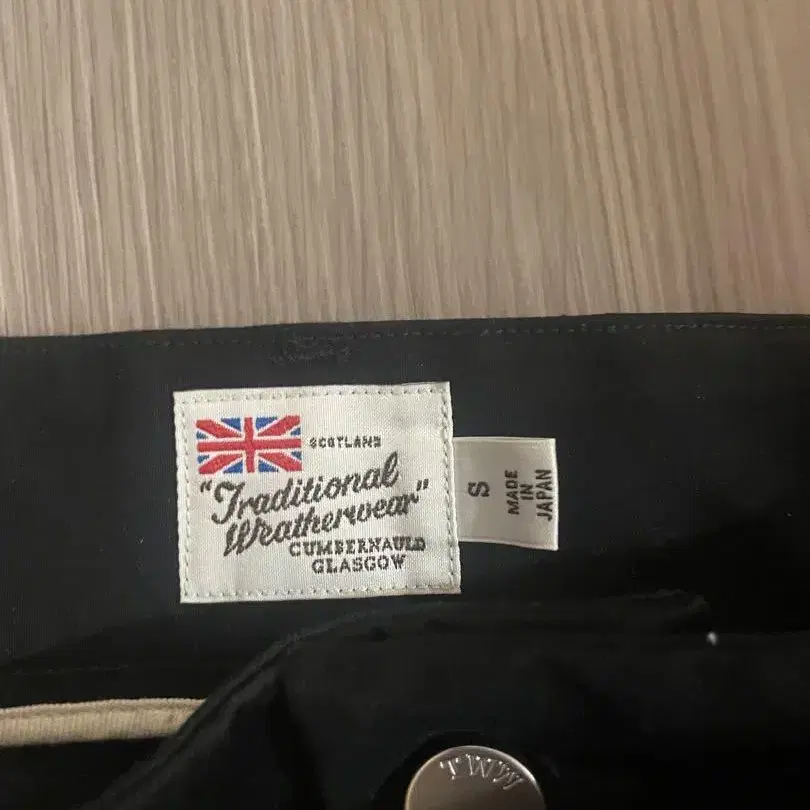 SCOTLAND
"Traditional
Weatherwear"
CUMBERNAULD
GLASGOW
S
MADE
IN
JAPAN
TWW